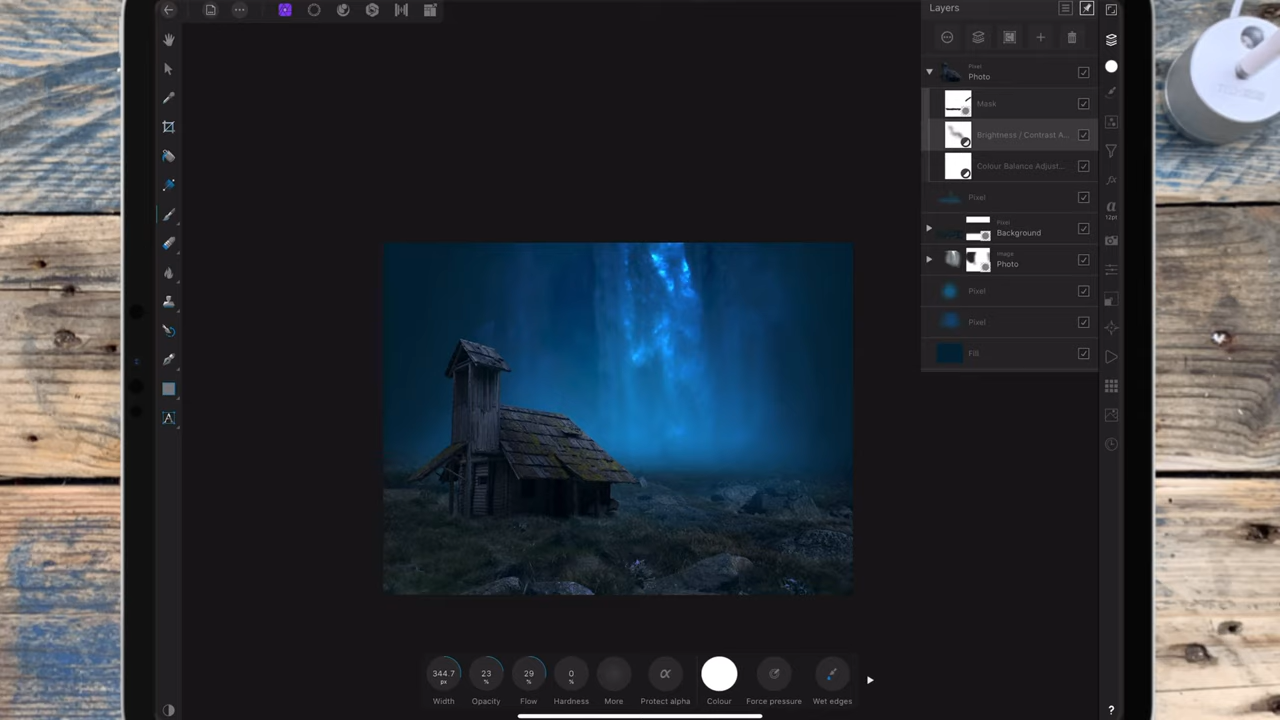 Layers
Pixel
Photo
Mask
Brightness / Contrast A...
Colour Balance Adjust...
Pixel
Pixel
Background
Image
Photo
Pixel
Pixel
Fill
12pt
344.7
px
23
%
29
%
0
%
Width
Opacity
Flow
Hardness
More
Protect alpha
Colour
Force pressure
Wet edges
?